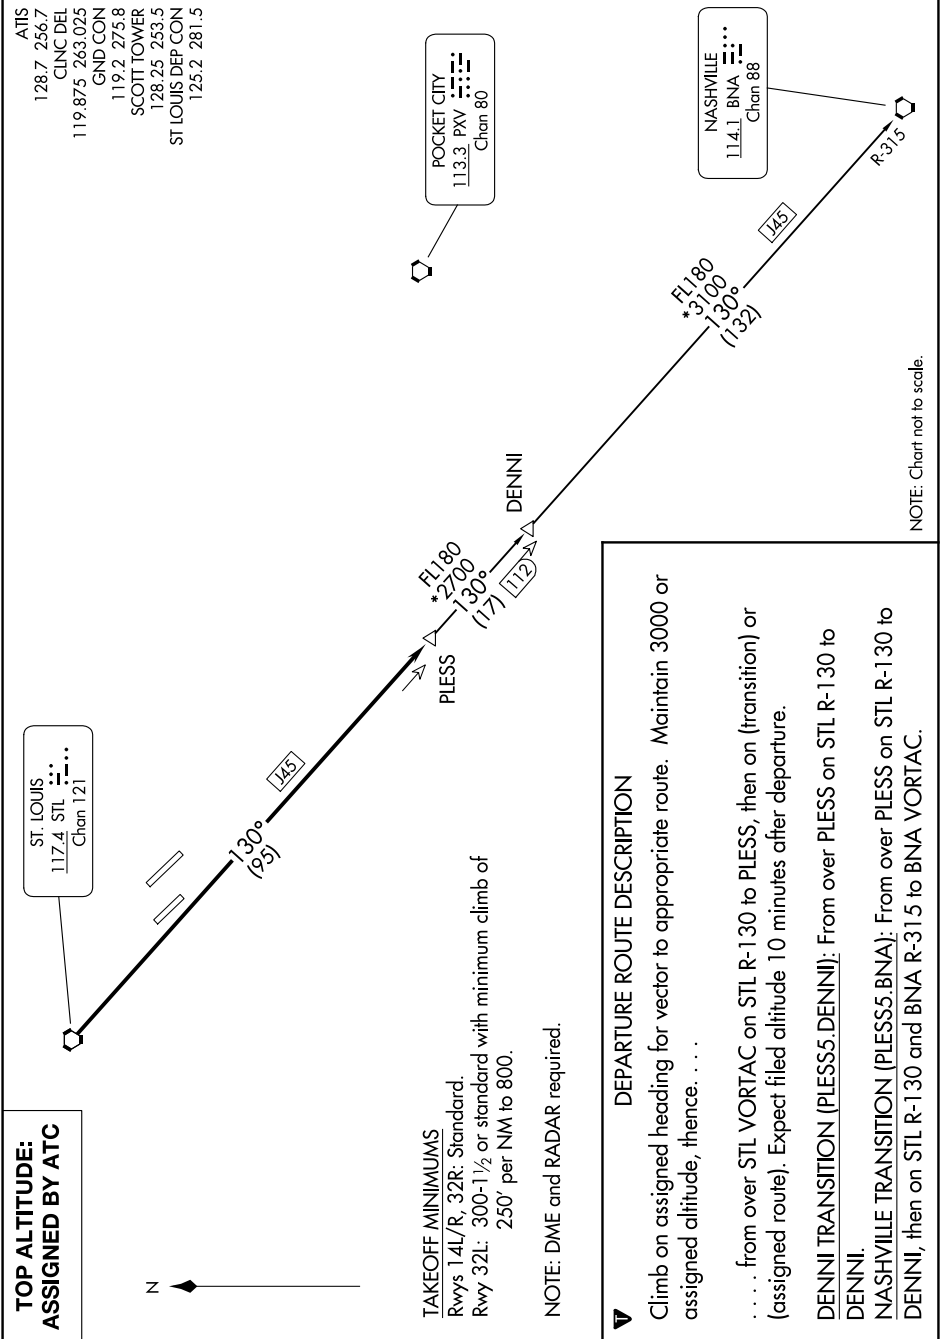 TOP ALTITUDE:
ASSIGNED BY ATC
ATIS
128.7 256.7
CLNC DEL
119.875 263.025
GND CON
119.2 275.8
SCOTT TOWER
128.25 253.5
ST LOUIS DEP CON
125.2 281.5
N
ST. LOUIS
117.4 STL
Chan 121
POCKET CITY
113.3 PXV
Chan 80
NASHVILLE
114.1 BNA
Chan 88
130°
(95)
J45
PLESS
FL180
*2700
130°
(17)
112
DENNI
FL180
*3100
130°
(132)
J45
R-315
TAKEOFF MINIMUMS
Rwys 14L/R, 32R: Standard.
Rwy 32L: 300-1½ or standard with minimum climb of
250' per NM to 800.
NOTE: DME and RADAR required.
NOTE: Chart not to scale.
T
DEPARTURE ROUTE DESCRIPTION
Climb on assigned heading for vector to appropriate route. Maintain 3000 or
assigned altitude, thence. . . .
. . . . from over STL VORTAC on STL R-130 to PLESS, then on (transition) or
(assigned route). Expect filed altitude 10 minutes after departure.
DENNI TRANSITION (PLESS5.DENNI): From over PLESS on STL R-130 to
DENNI.
NASHVILLE TRANSITION (PLESS5.BNA): From over PLESS on STL R-130 to
DENNI, then on STL R-130 and BNA R-315 to BNA VORTAC.